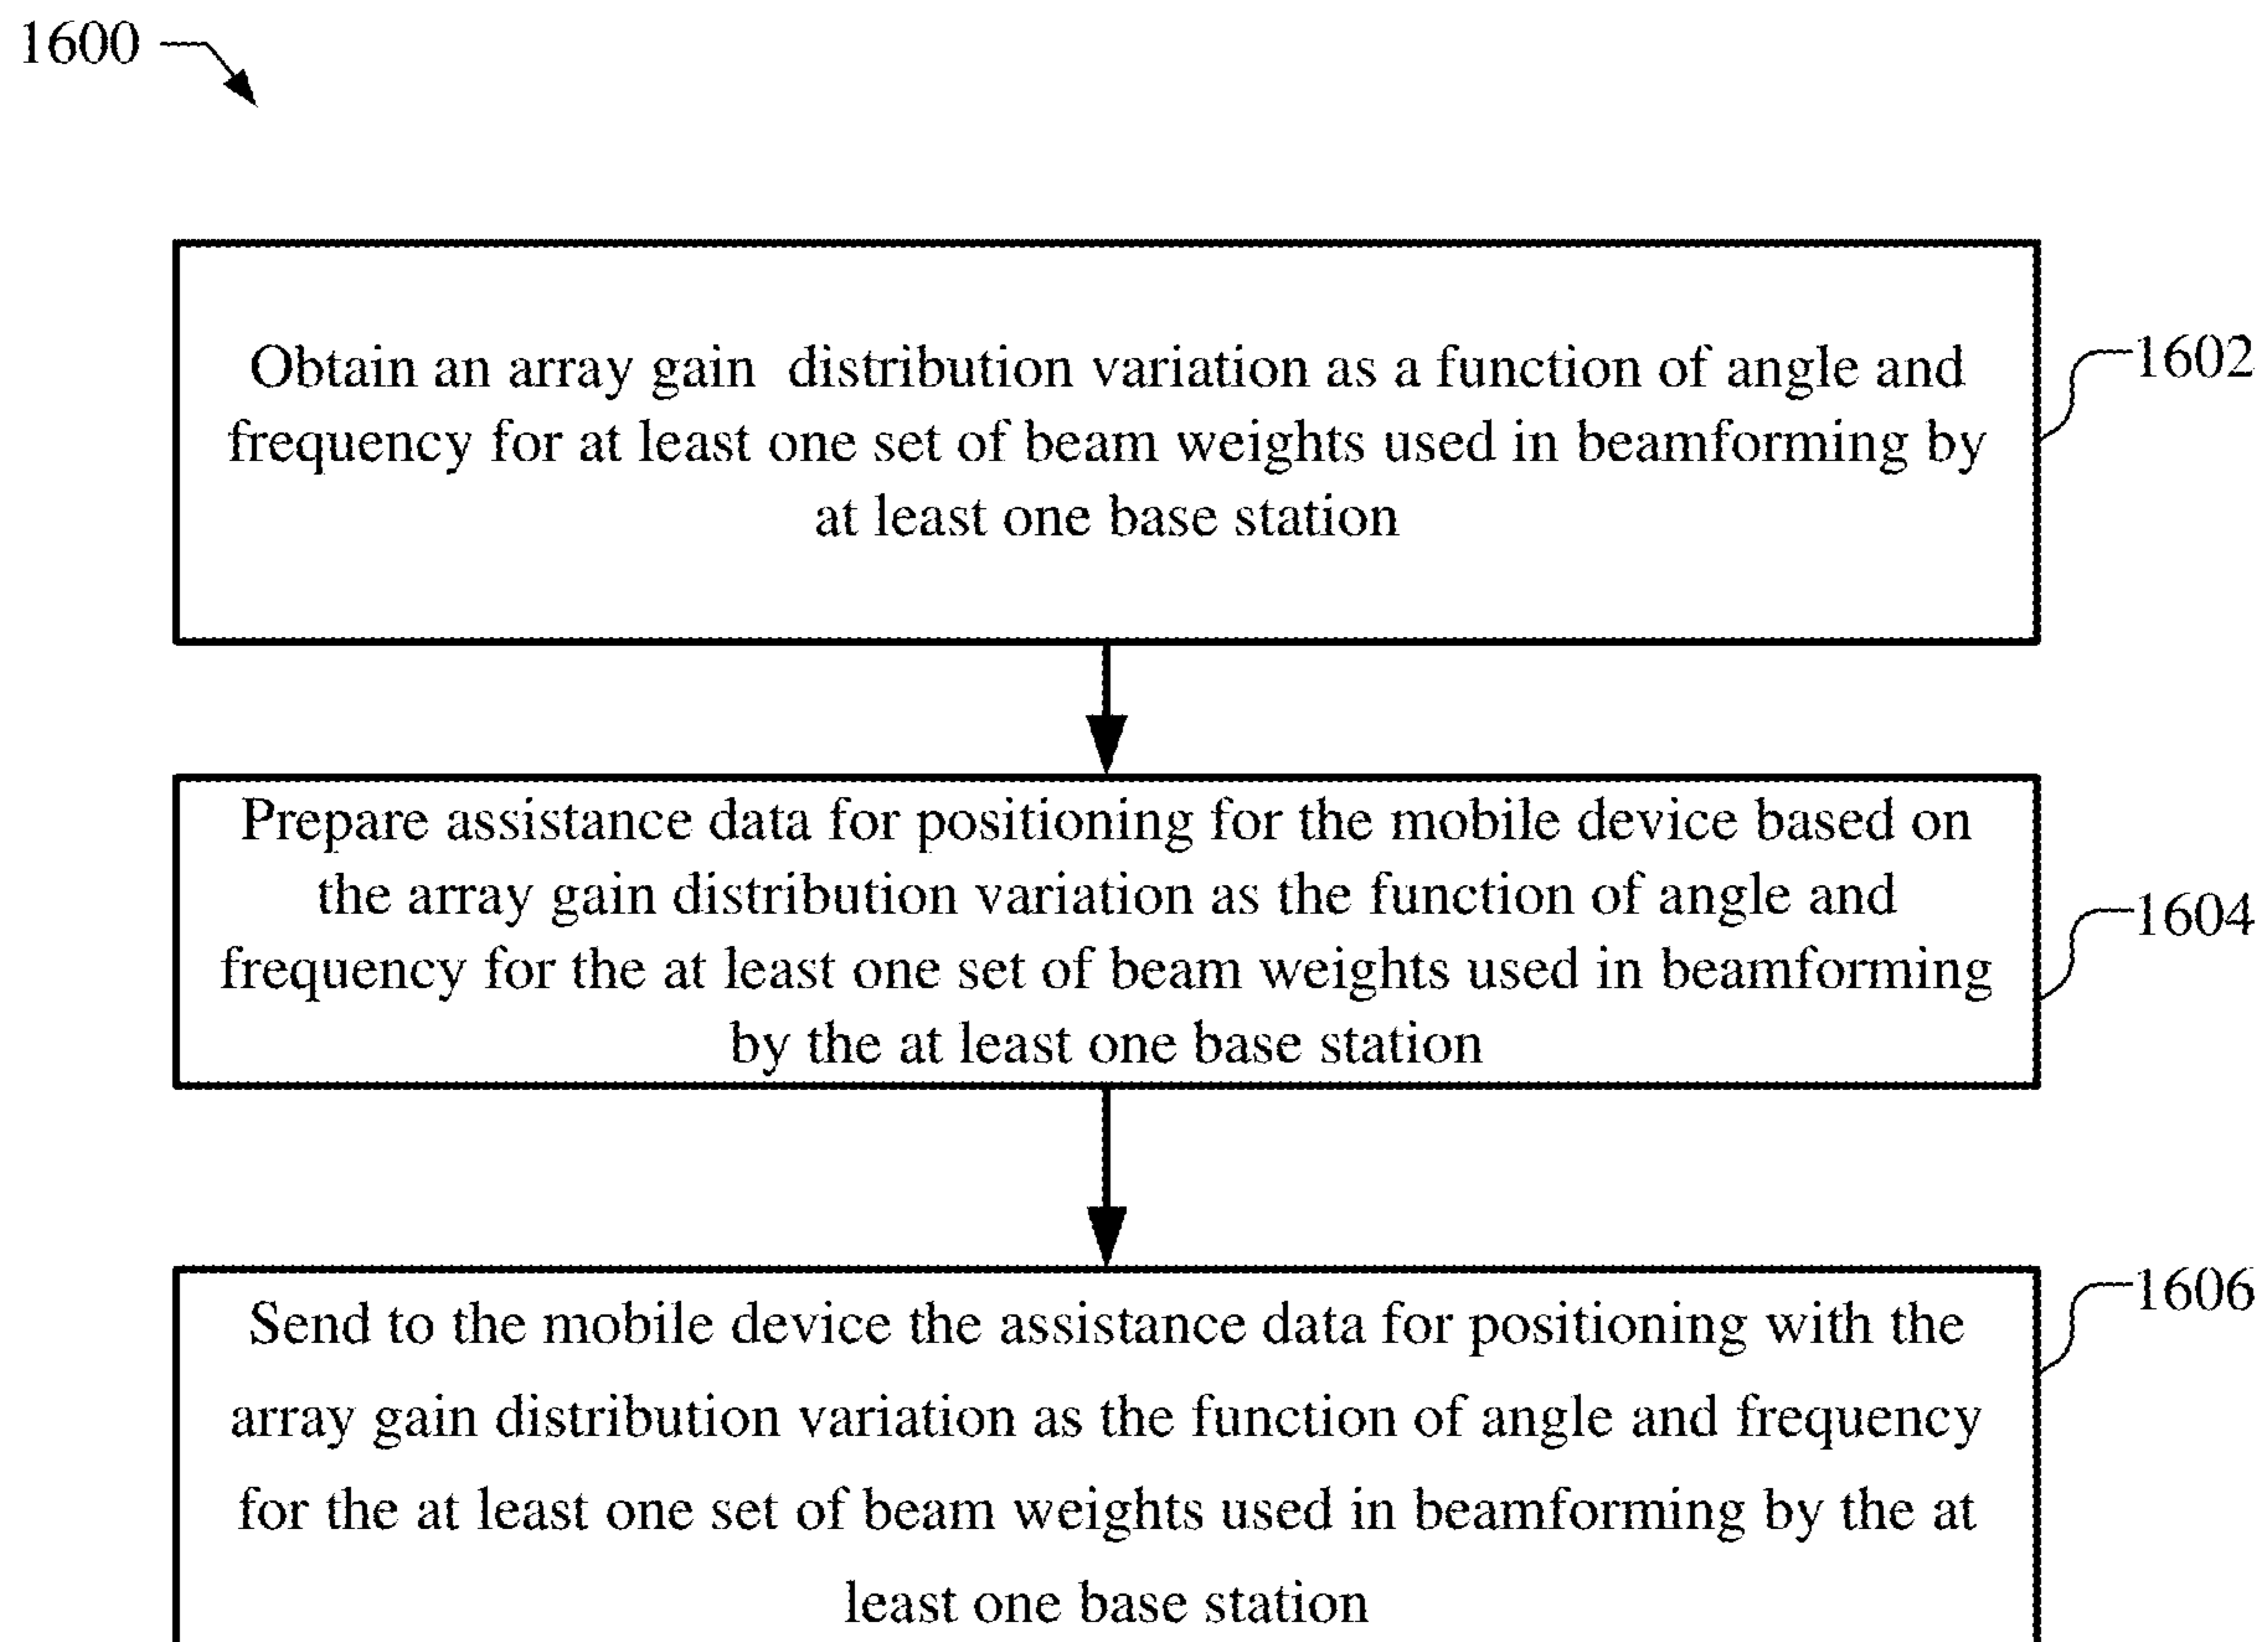 1600
Obtain an array gain distribution variation as a function of angle and
frequency for at least one set of beam weights used in beamforming by
at least one base station
1602
Prepare assistance data for positioning for the mobile device based on
the array gain distribution variation as the function of angle and
frequency for the at least one set of beam weights used in beamforming
by the at least one base station
1604
Send to the mobile device the assistance data for positioning with the
array gain distribution variation as the function of angle and frequency
for the at least one set of beam weights used in beamforming by the at
least one base station
1606